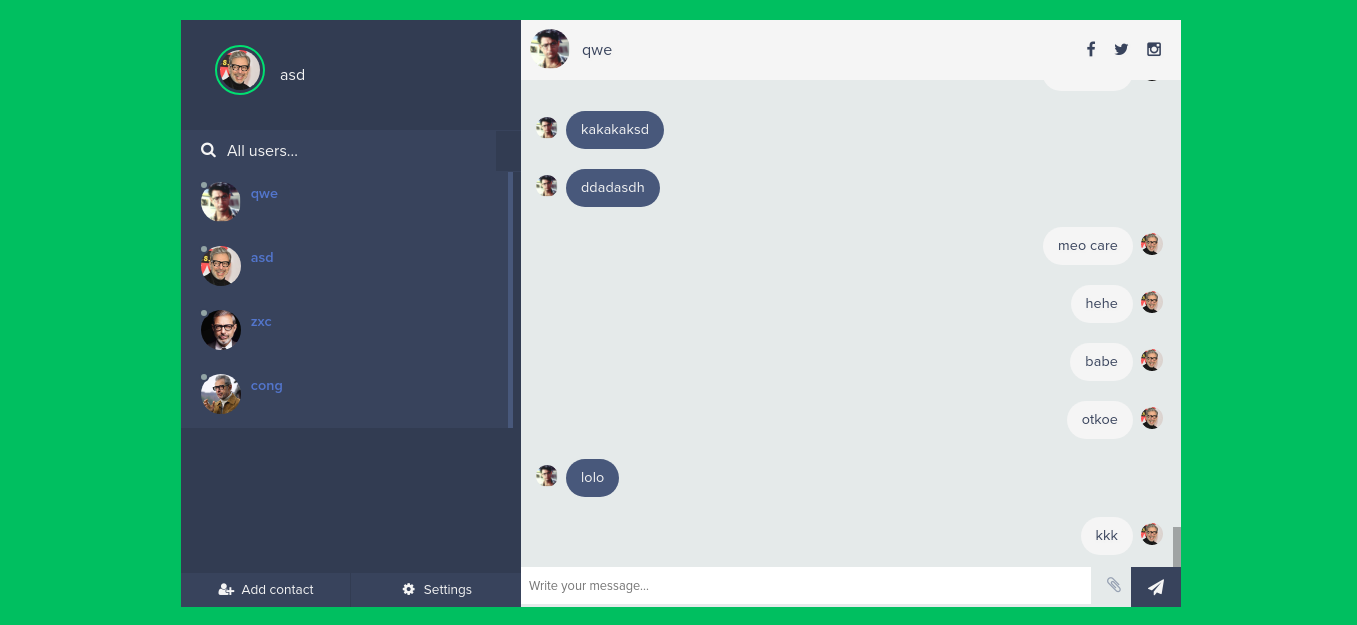 asd
All users...
qwe
asd
zxc
cong
Add contact
Settings
qwe
kakakaksd
ddadasdh
meo care
hehe
babe
otkoe
lolo
kkk
Write your message...